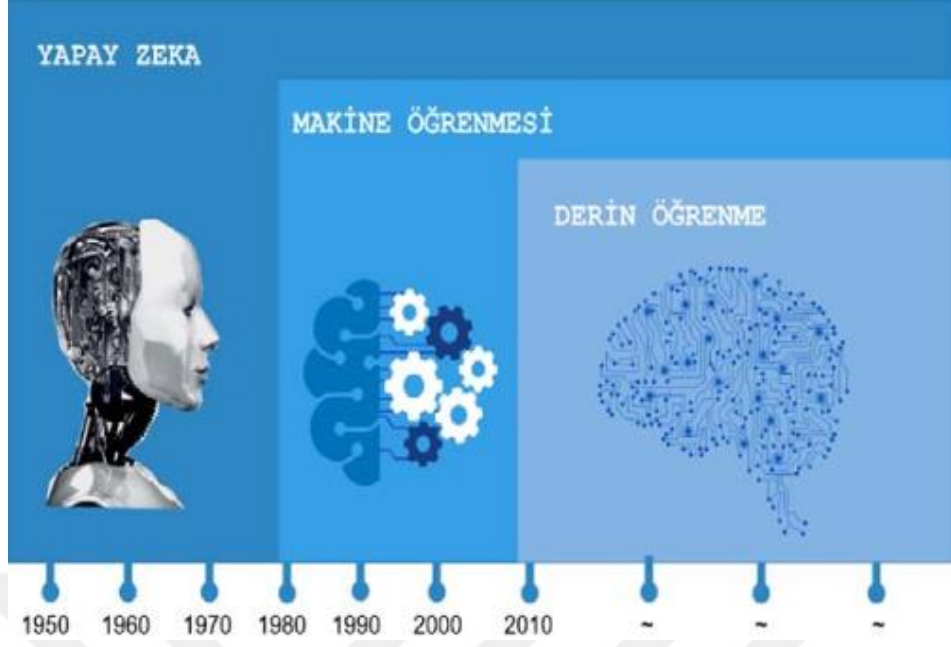 YAPAY ZEKA
MAKİNE ÖĞRENMESİ
DERİN ÖĞRENME
1950 1960 1970 1980 1990 2000 2010 ~ ~ ~